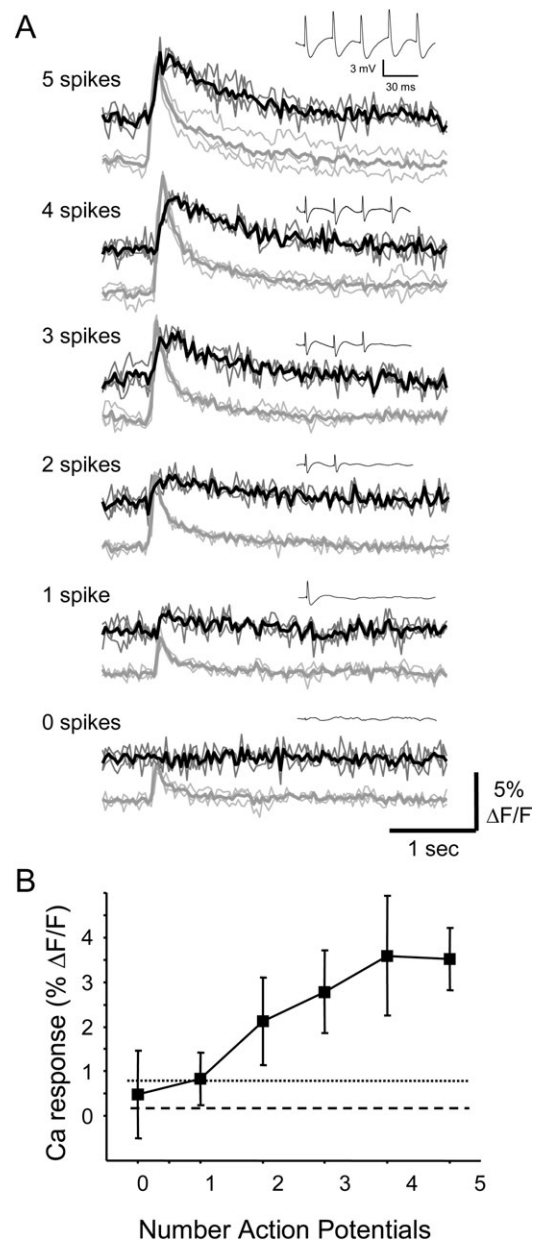 A
5 spikes
3 mV
30 ms
4 spikes
3 spikes
2 spikes
1 spike
0 spikes
5%
ΔF/F
1 sec
B
Ca response (% ΔF/F)
4
3
2
1
0
0 1 2 3 4 5
Number Action Potentials